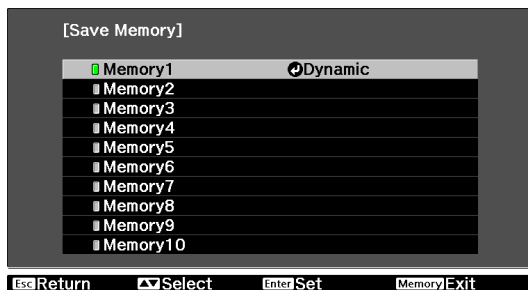 [Save Memory]
Memory1 Dynamic
Memory2
Memory3
Memory4
Memory5
Memory6
Memory7
Memory8
Memory9
Memory10
Esc Return Select Enter Set Memory Exit